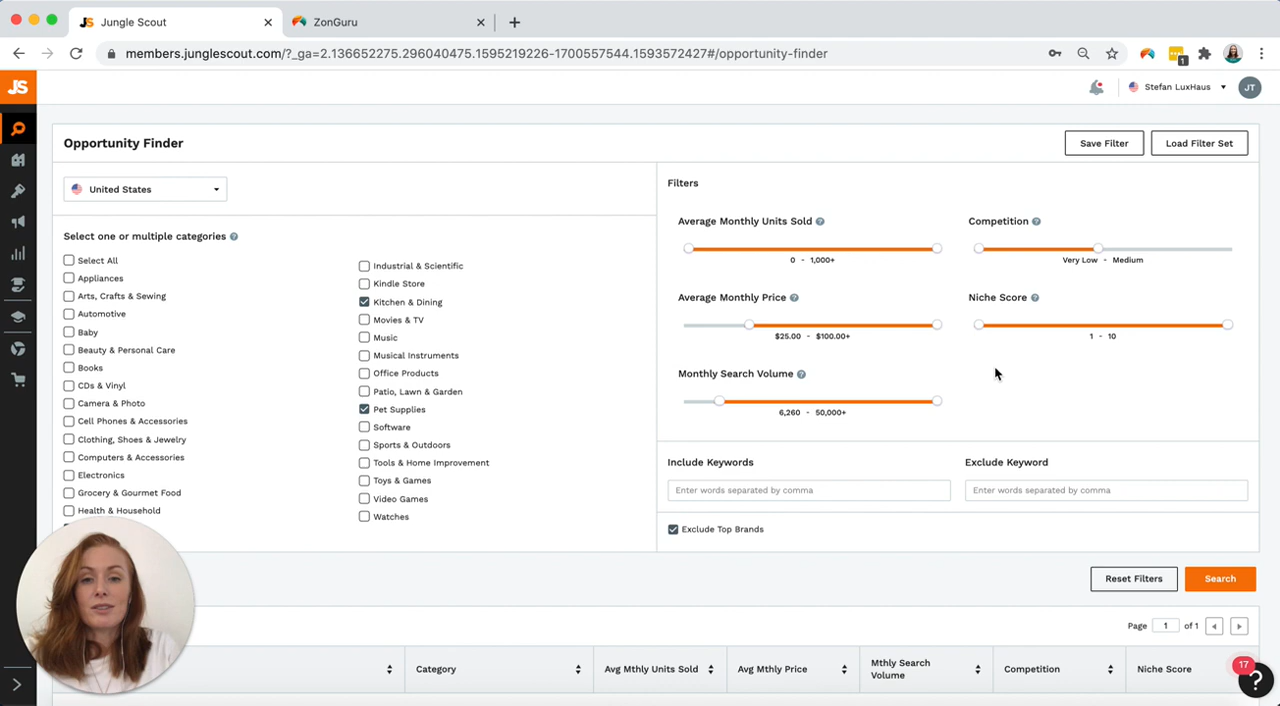 Jungle Scout
ZonGuru
members.junglescout.com/?_ga=2.136652275.296040475.1595219226-1700557544.1593572427#/opportunity-finder
1
JS
Stefan LuxHaus
JT
Opportunity Finder
Save Filter
Load Filter Set
United States
Select one or multiple categories
Select All
Appliances
Arts, Crafts & Sewing
Automotive
Baby
Beauty & Personal Care
Books
CDs & Vinyl
Camera & Photo
Cell Phones & Accessories
Clothing, Shoes & Jewelry
Computers & Accessories
Electronics
Grocery & Gourmet Food
Health & Household
Industrial & Scientific
Kindle Store
Kitchen & Dining
Movies & TV
Music
Musical Instruments
Office Products
Patio, Lawn & Garden
Pet Supplies
Software
Sports & Outdoors
Tools & Home Improvement
Toys & Games
Video Games
Watches
Filters
Average Monthly Units Sold
0 - 1,000+
Competition
Very Low - Medium
Average Monthly Price
$25.00 - $100.00+
Niche Score
1 - 10
Monthly Search Volume
6,260 - 50,000+
Include Keywords
Enter words separated by comma
Exclude Keyword
Enter words separated by comma
Exclude Top Brands
Reset Filters
Search
Page 1 of 1
Category
Avg Mthly Units Sold
Avg Mthly Price
Mthly Search
Volume
Competition
Niche Score
17
?